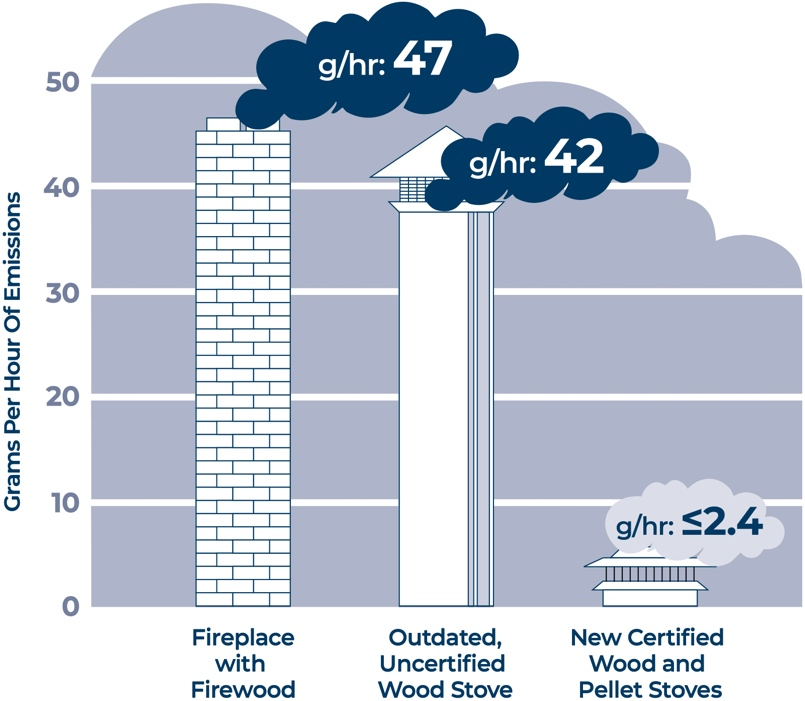 g/hr: 47
50
g/hr: 42
40
Grams Per Hour Of Emissions
30
20
10
g/hr: ≤2.4
0
Fireplace
with
Firewood
Outdated,
Uncertified
Wood Stove
New Certified
Wood and
Pellet Stoves